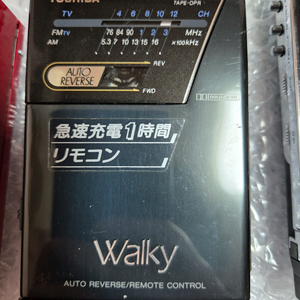 TOSHIBA
TAPE-OPR
TV 4 6 8 10 12 CH
FM/TV 76 84 90 1 2 3 MHz
AM 5.3 7 10 13 16 ×100kHz
REV
AUTO
REVERSE
FWD
急速充電1時間
リモコン
Walky
AUTO REVERSE/REMOTE CONTROL